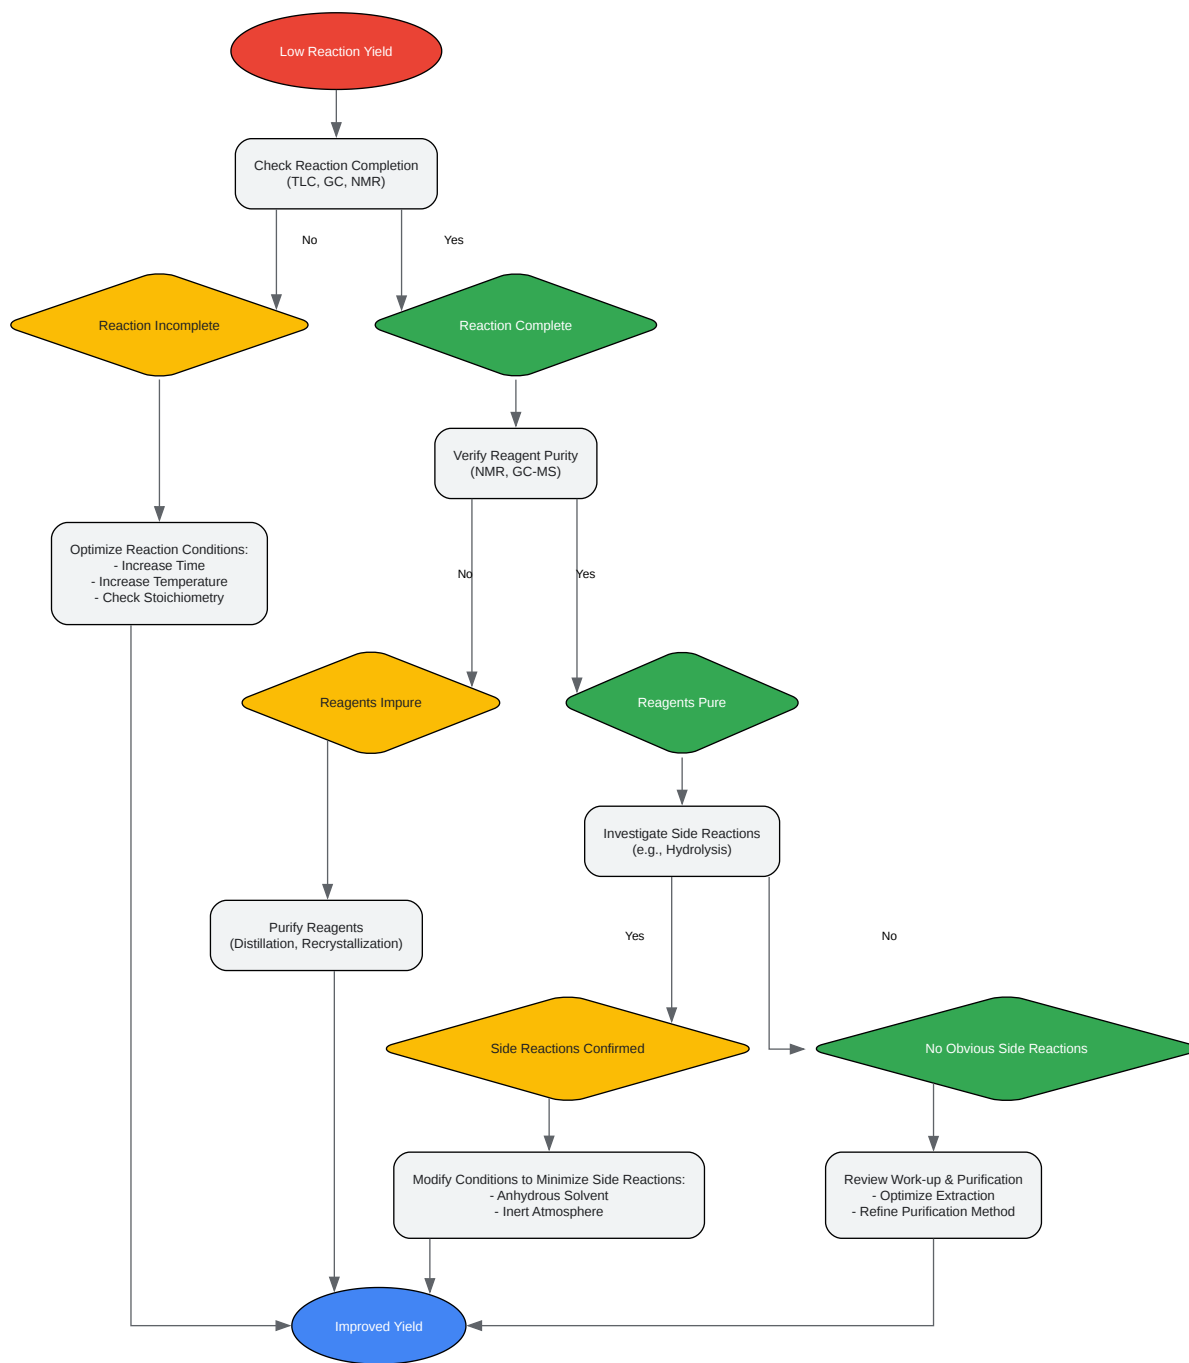 Low Reaction Yield
Check Reaction Completion
(TLC, GC, NMR)
No
Yes
Reaction Incomplete
Reaction Complete
Verify Reagent Purity
(NMR, GC-MS)
Optimize Reaction Conditions:
- Increase Time
- Increase Temperature
- Check Stoichiometry
No
Yes
Reagents Impure
Reagents Pure
Investigate Side Reactions
(e.g., Hydrolysis)
Purify Reagents
(Distillation, Recrystallization)
Yes
No
Side Reactions Confirmed
No Obvious Side Reactions
Modify Conditions to Minimize Side Reactions:
- Anhydrous Solvent
- Inert Atmosphere
Review Work-up & Purification
- Optimize Extraction
- Refine Purification Method
Improved Yield